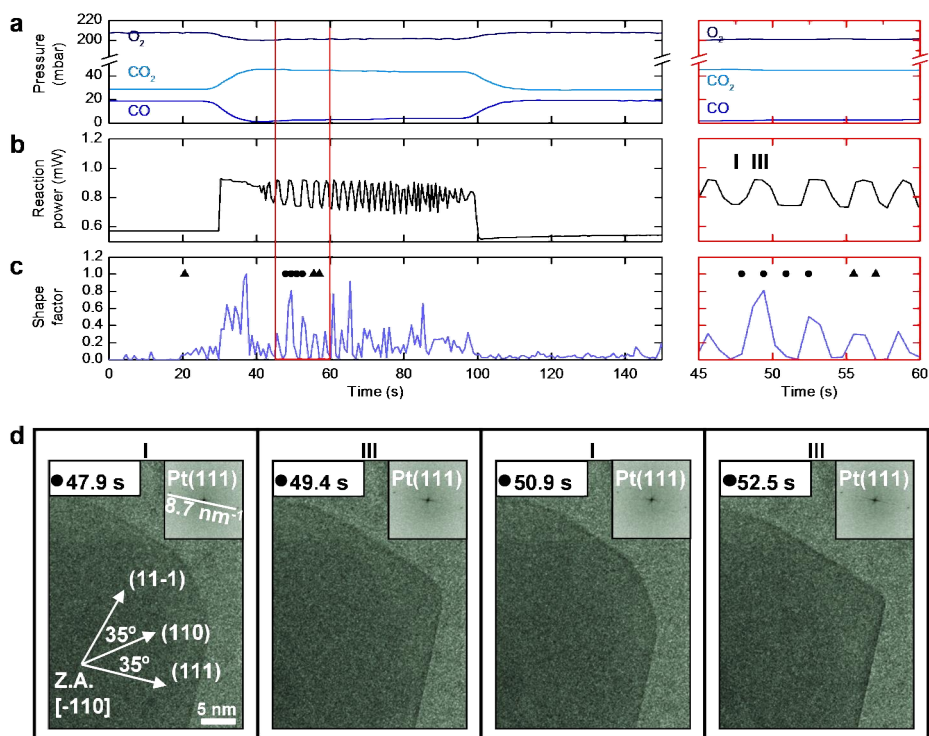 a
220
200
40
20
0
Pressure
(mbar)
O2
CO2
CO
O2
CO2
CO
b
1.2
1.0
0.8
0.6
Reaction
power (mW)
I III
c
1.2
1.0
0.8
0.6
0.4
0.2
0.0
Shape
factor
0 20 40 60 80 100 120 140
Time (s)
45 50 55 60
Time (s)
d
I
47.9 s
Pt(111)
8.7 nm-1
(11-1)
35º
(110)
35º
(111)
Z.A.
[-110]
5 nm
III
49.4 s
Pt(111)
I
50.9 s
Pt(111)
III
52.5 s
Pt(111)